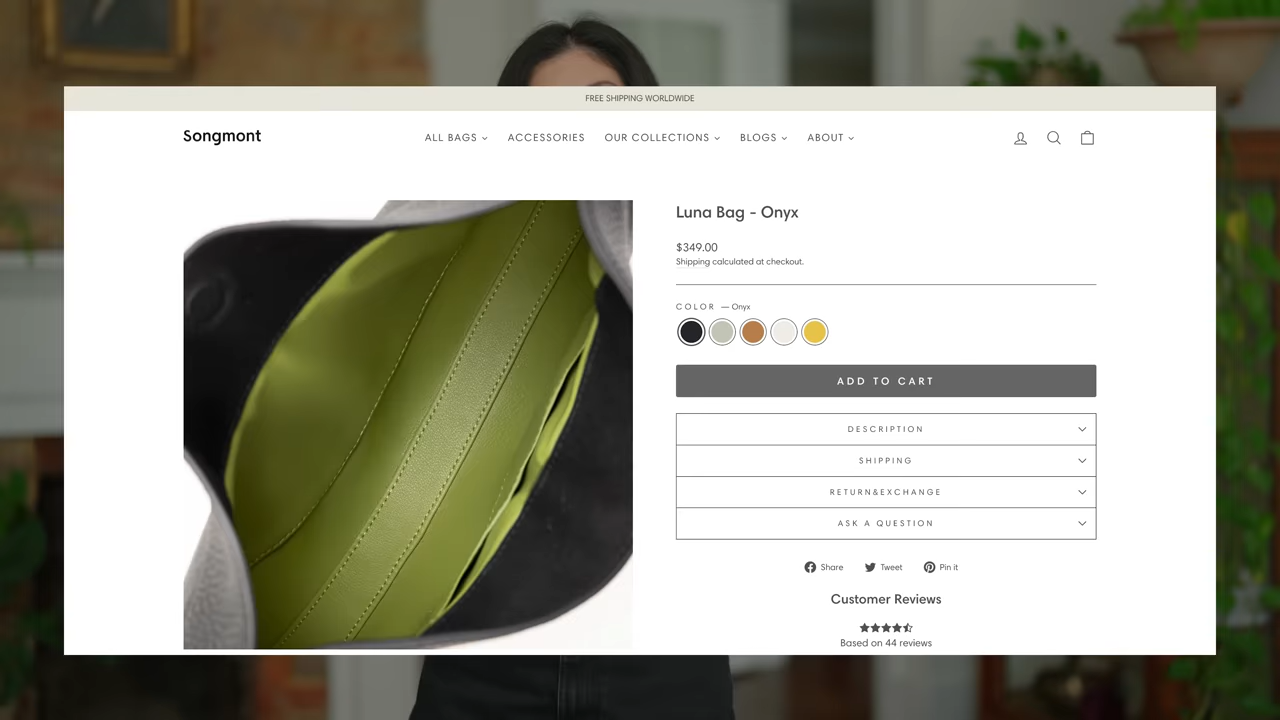 FREE SHIPPING WORLDWIDE
Songmont
ALL BAGS
ACCESSORIES
OUR COLLECTIONS
BLOGS
ABOUT
Luna Bag - Onyx
$349.00
Shipping calculated at checkout.
COLOR — Onyx
ADD TO CART
DESCRIPTION
SHIPPING
RETURN&EXCHANGE
ASK A QUESTION
Share
Tweet
Pin it
Customer Reviews
Based on 44 reviews